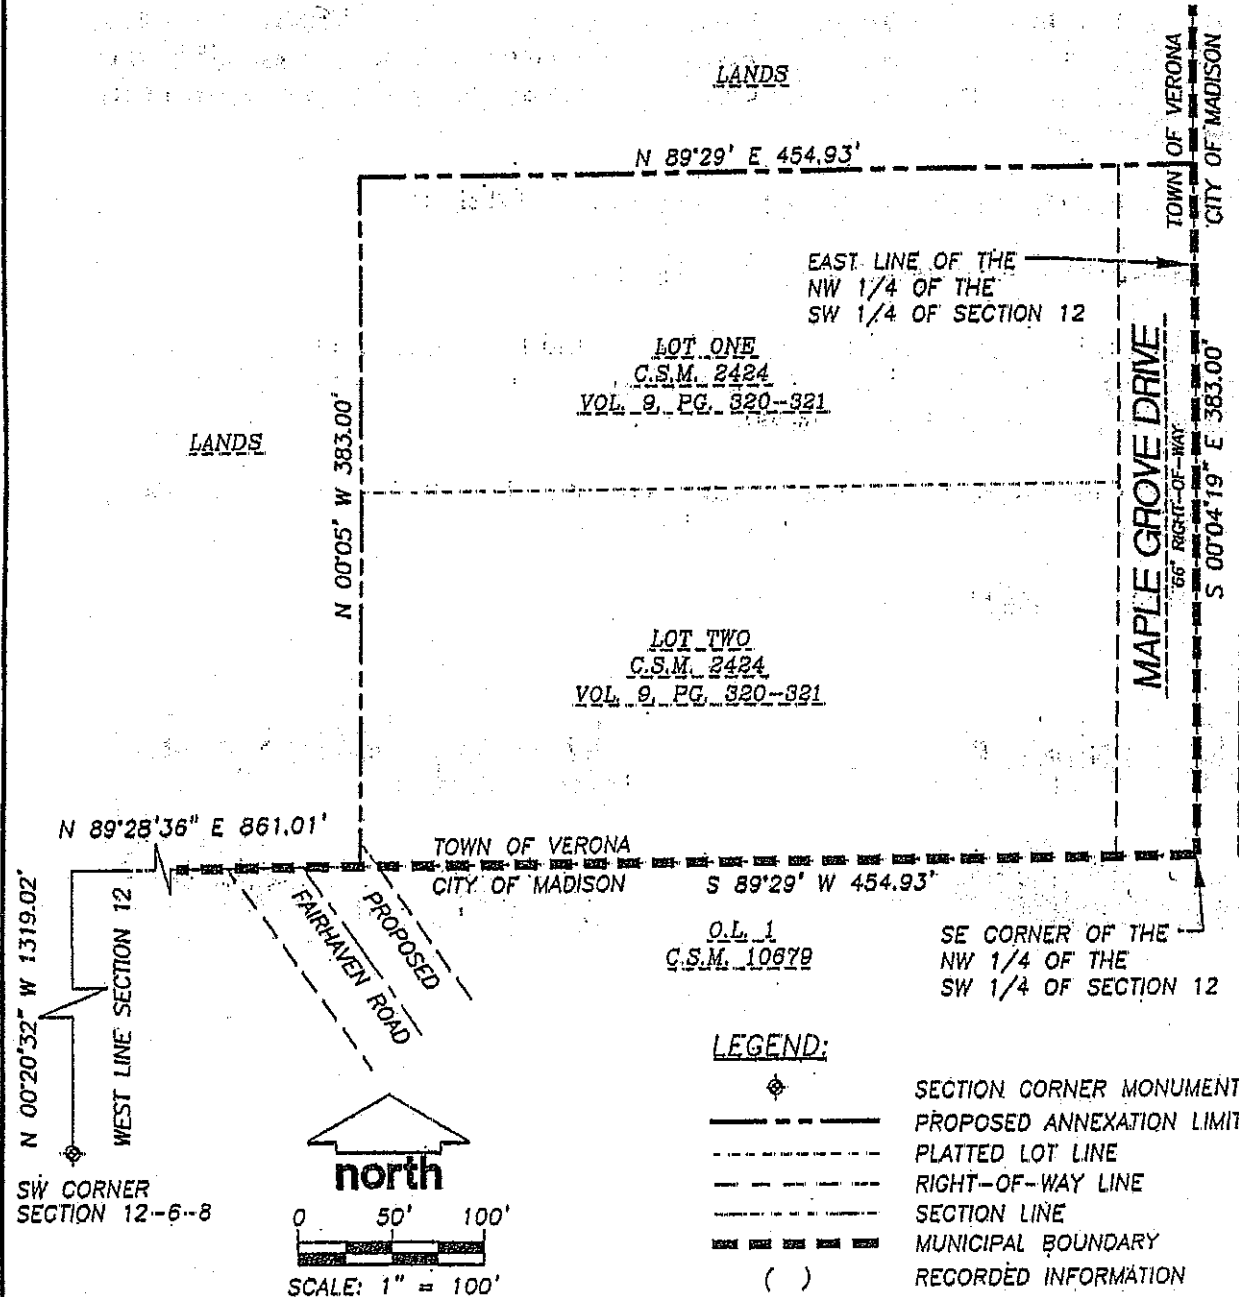 LANDS
TOWN OF VERONA
CITY OF MADISON
N 89°29' E 454.93'
EAST LINE OF THE
NW 1/4 OF THE
SW 1/4 OF SECTION 12
LOT ONE
C.S.M. 2424
VOL. 9, PG. 320--321
LANDS
N 00°05" W 383.00'
MAPLE GROVE DRIVE
66' RIGHT-OF-WAY
S 00°04'19" E 383.00'
LOT TWO
C.S.M. 2424
VOL. 9, PG. 320--321
N 89°28'36" E 861.01'
TOWN OF VERONA
CITY OF MADISON
S 89°29' W 454.93'
N 00°20'32" W 1319.02'
WEST LINE SECTION 12
FAIRHAVEN ROAD
PROPOSED
O.L. 1
C.S.M. 10679
SE CORNER OF THE
NW 1/4 OF THE
SW 1/4 OF SECTION 12
SW CORNER
SECTION 12--6--8
north
0 50' 100'
SCALE: 1" = 100'
LEGEND:
SECTION CORNER MONUMENT
PROPOSED ANNEXATION LIMIT
PLATTED LOT LINE
RIGHT-OF-WAY LINE
SECTION LINE
MUNICIPAL BOUNDARY
( ) RECORDED INFORMATION